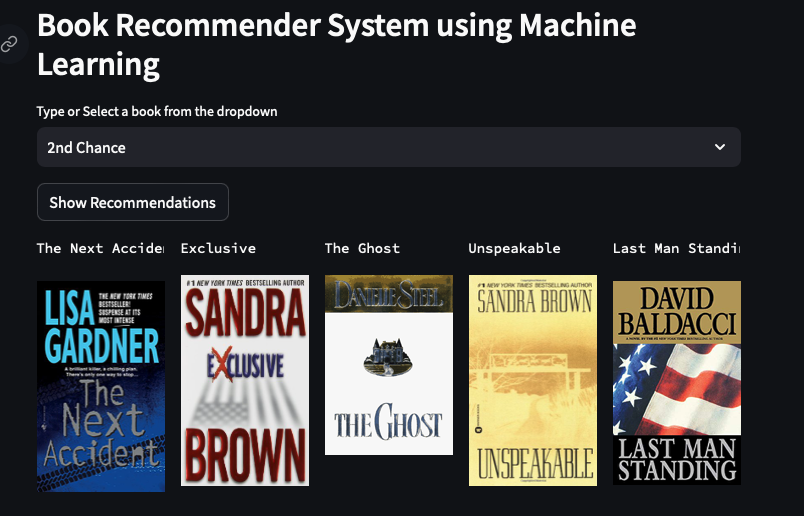 Book Recommender System using Machine
Learning
Type or Select a book from the dropdown
2nd Chance
Show Recommendations
The Next Acciden
Exclusive
The Ghost
Unspeakable
Last Man Standi
LISA
GARDNER
THE NEW YORK TIMES
BESTSELLER:
SUSPENSE AT ITS
MOST INTENSE
A brilliant killer, a chilling plan.
There's only one way to stop...
The
Next
Accident
#1 NEW YORK TIMES BESTSELLING AUTHOR
SANDRA
EXCLUSIVE
BROWN
DANIELLE STEEL
THE GHOST
#1 NEW YORK TIMES BESTSELLING AUTHOR
SANDRA BROWN
UNSPEAKABLE
DAVID
BALDACCI
A NOVEL BY THE #1 NEW YORK TIMES BESTSELLING AUTHOR
LAST MAN
STANDING